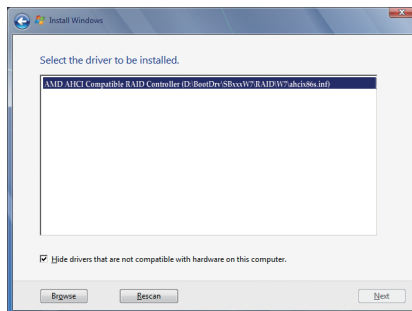 Install Windows
Select the driver to be installed.
AMD AHCI Compatible RAID Controller (D:\BootDrv\SBxxxW7\RAID\W7\ahcix86s.inf)
Hide drivers that are not compatible with hardware on this computer.
Browse
Rescan
Next